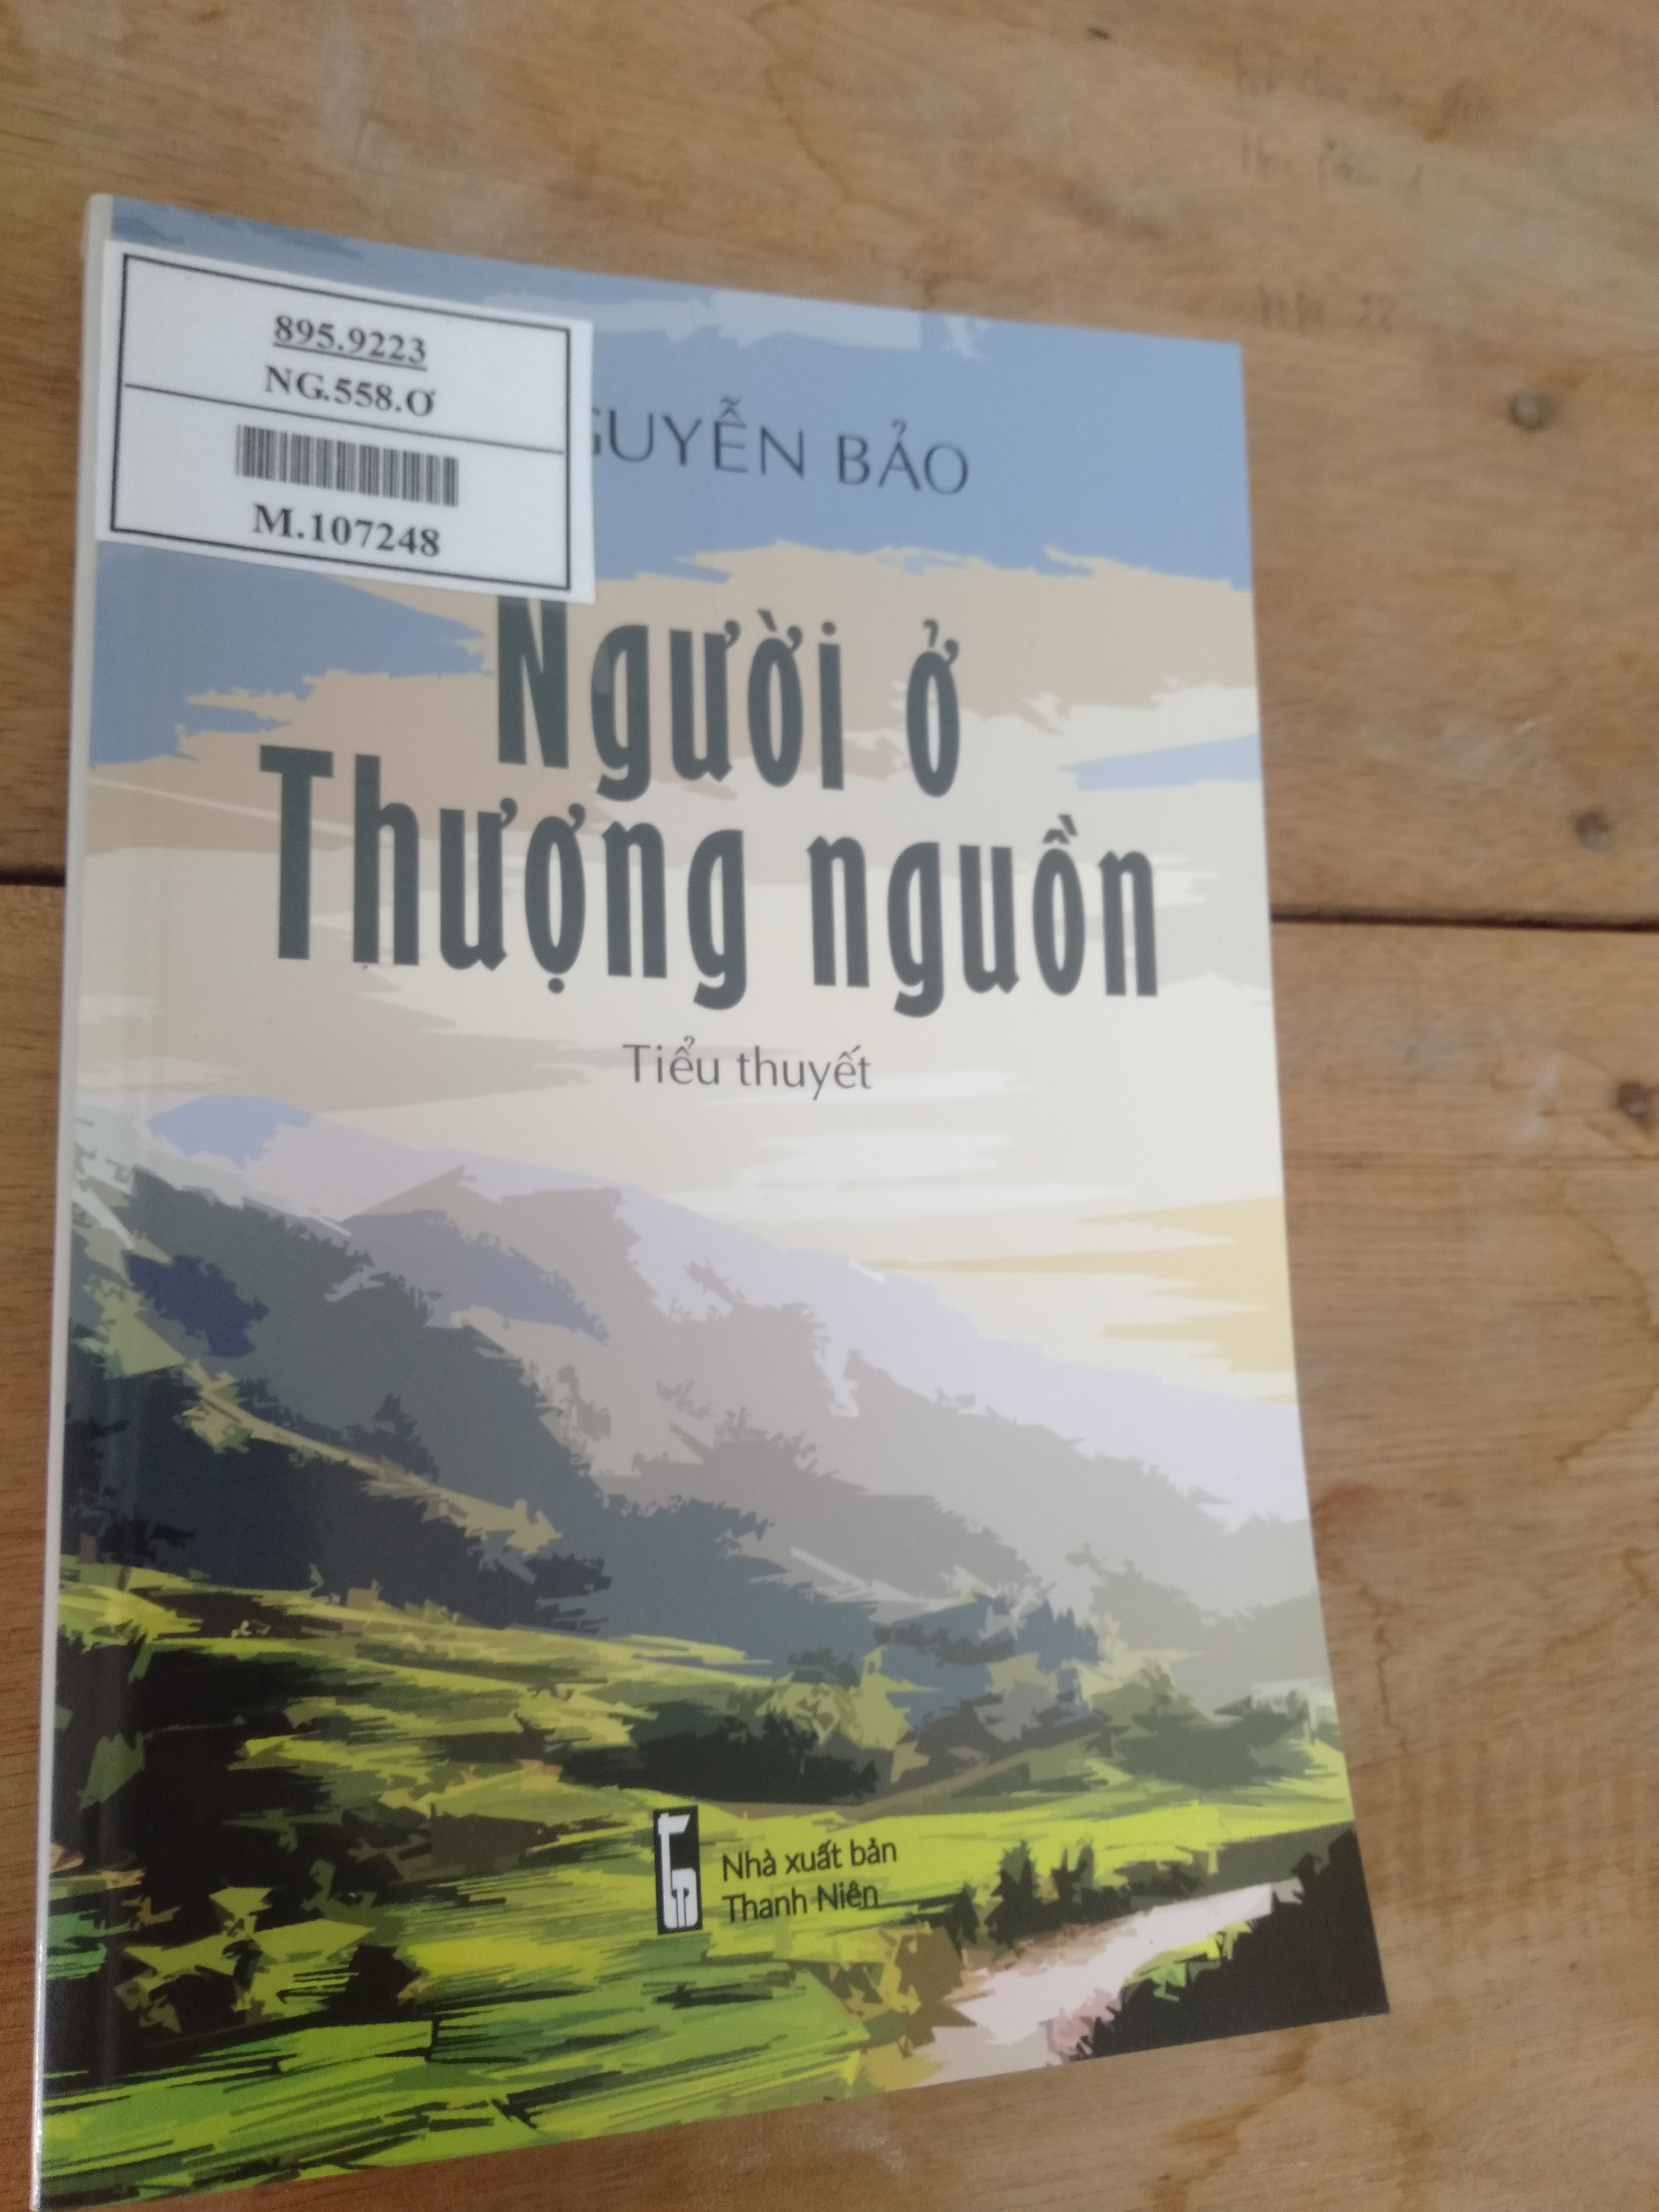 895.9223
NG.558.Ơ
M.107248
GUYỄN BẢO
Người ở
Thượng nguồn
Tiểu thuyết
Nhà xuất bản
Thanh Niên